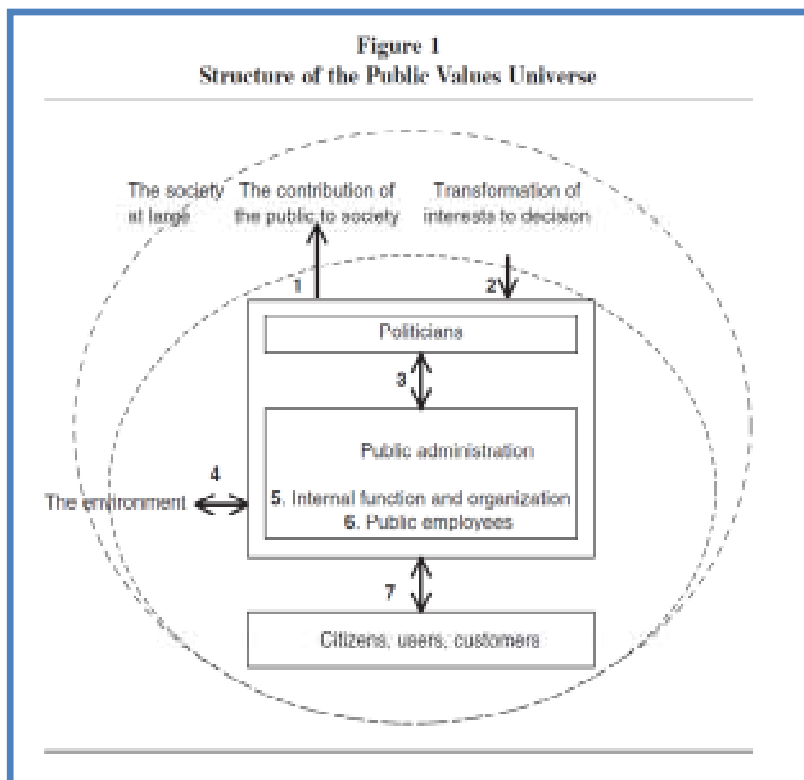 Figure 1
Structure of the Public Values Universe
The society at large
The contribution of the public to society
Transformation of interests to decision
1
2
Politicians
3
Public administration
4
The environment
5. Internal function and organization
6. Public employees
7
Citizens, users, customers